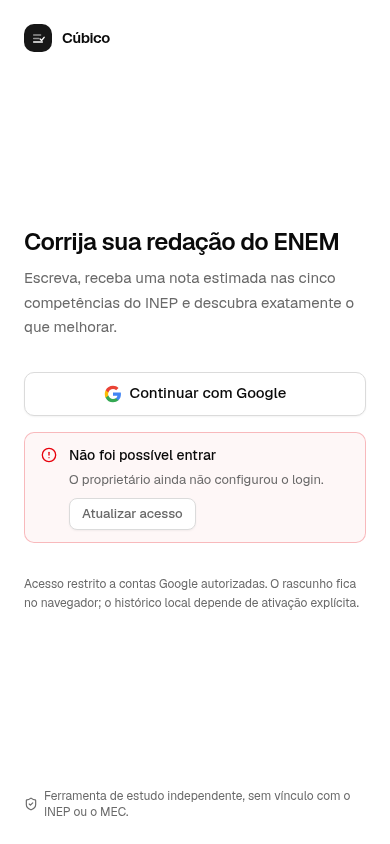 Cúbico
Corrija sua redação do ENEM
Escreva, receba uma nota estimada nas cinco
competências do INEP e descubra exatamente o
que melhorar.
Continuar com Google
Não foi possível entrar
O proprietário ainda não configurou o login.
Atualizar acesso
Acesso restrito a contas Google autorizadas. O rascunho fica
no navegador; o histórico local depende de ativação explícita.
Ferramenta de estudo independente, sem vínculo com o
INEP ou o MEC.